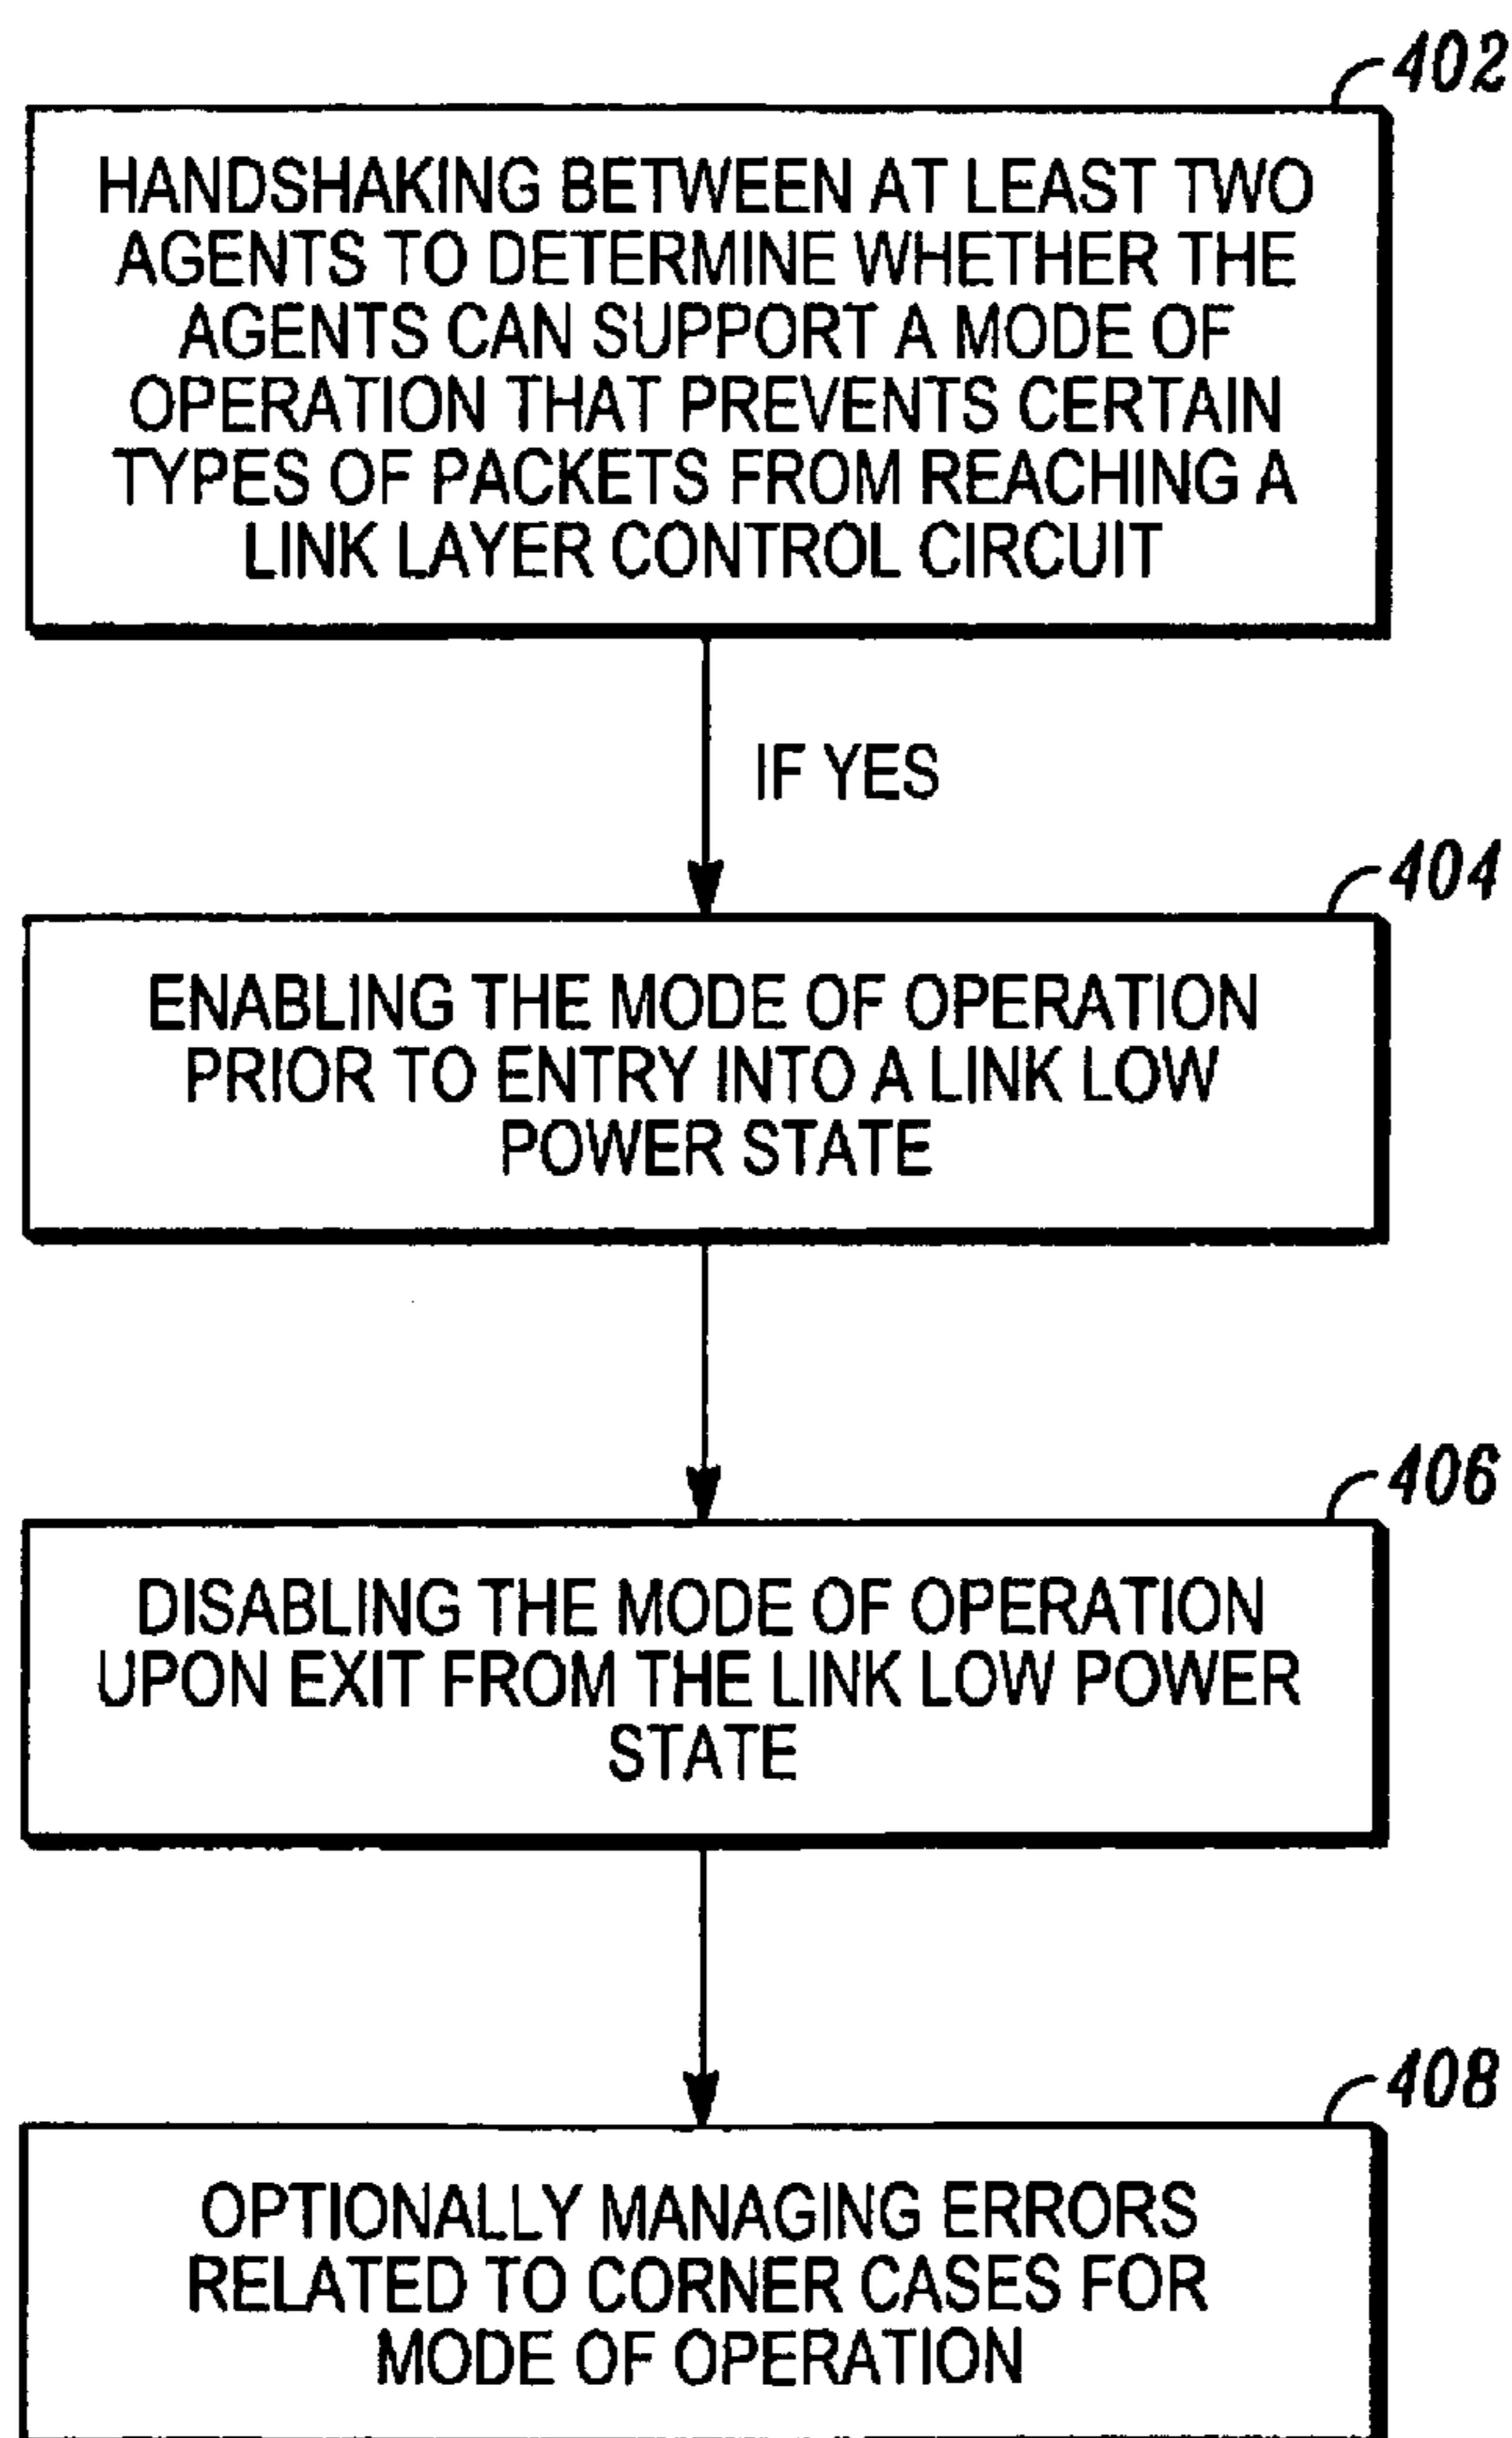 402
HANDSHAKING BETWEEN AT LEAST TWO
AGENTS TO DETERMINE WHETHER THE
AGENTS CAN SUPPORT A MODE OF
OPERATION THAT PREVENTS CERTAIN
TYPES OF PACKETS FROM REACHING A
LINK LAYER CONTROL CIRCUIT
IF YES
404
ENABLING THE MODE OF OPERATION
PRIOR TO ENTRY INTO A LINK LOW
POWER STATE
406
DISABLING THE MODE OF OPERATION
UPON EXIT FROM THE LINK LOW POWER
STATE
408
OPTIONALLY MANAGING ERRORS
RELATED TO CORNER CASES FOR
MODE OF OPERATION